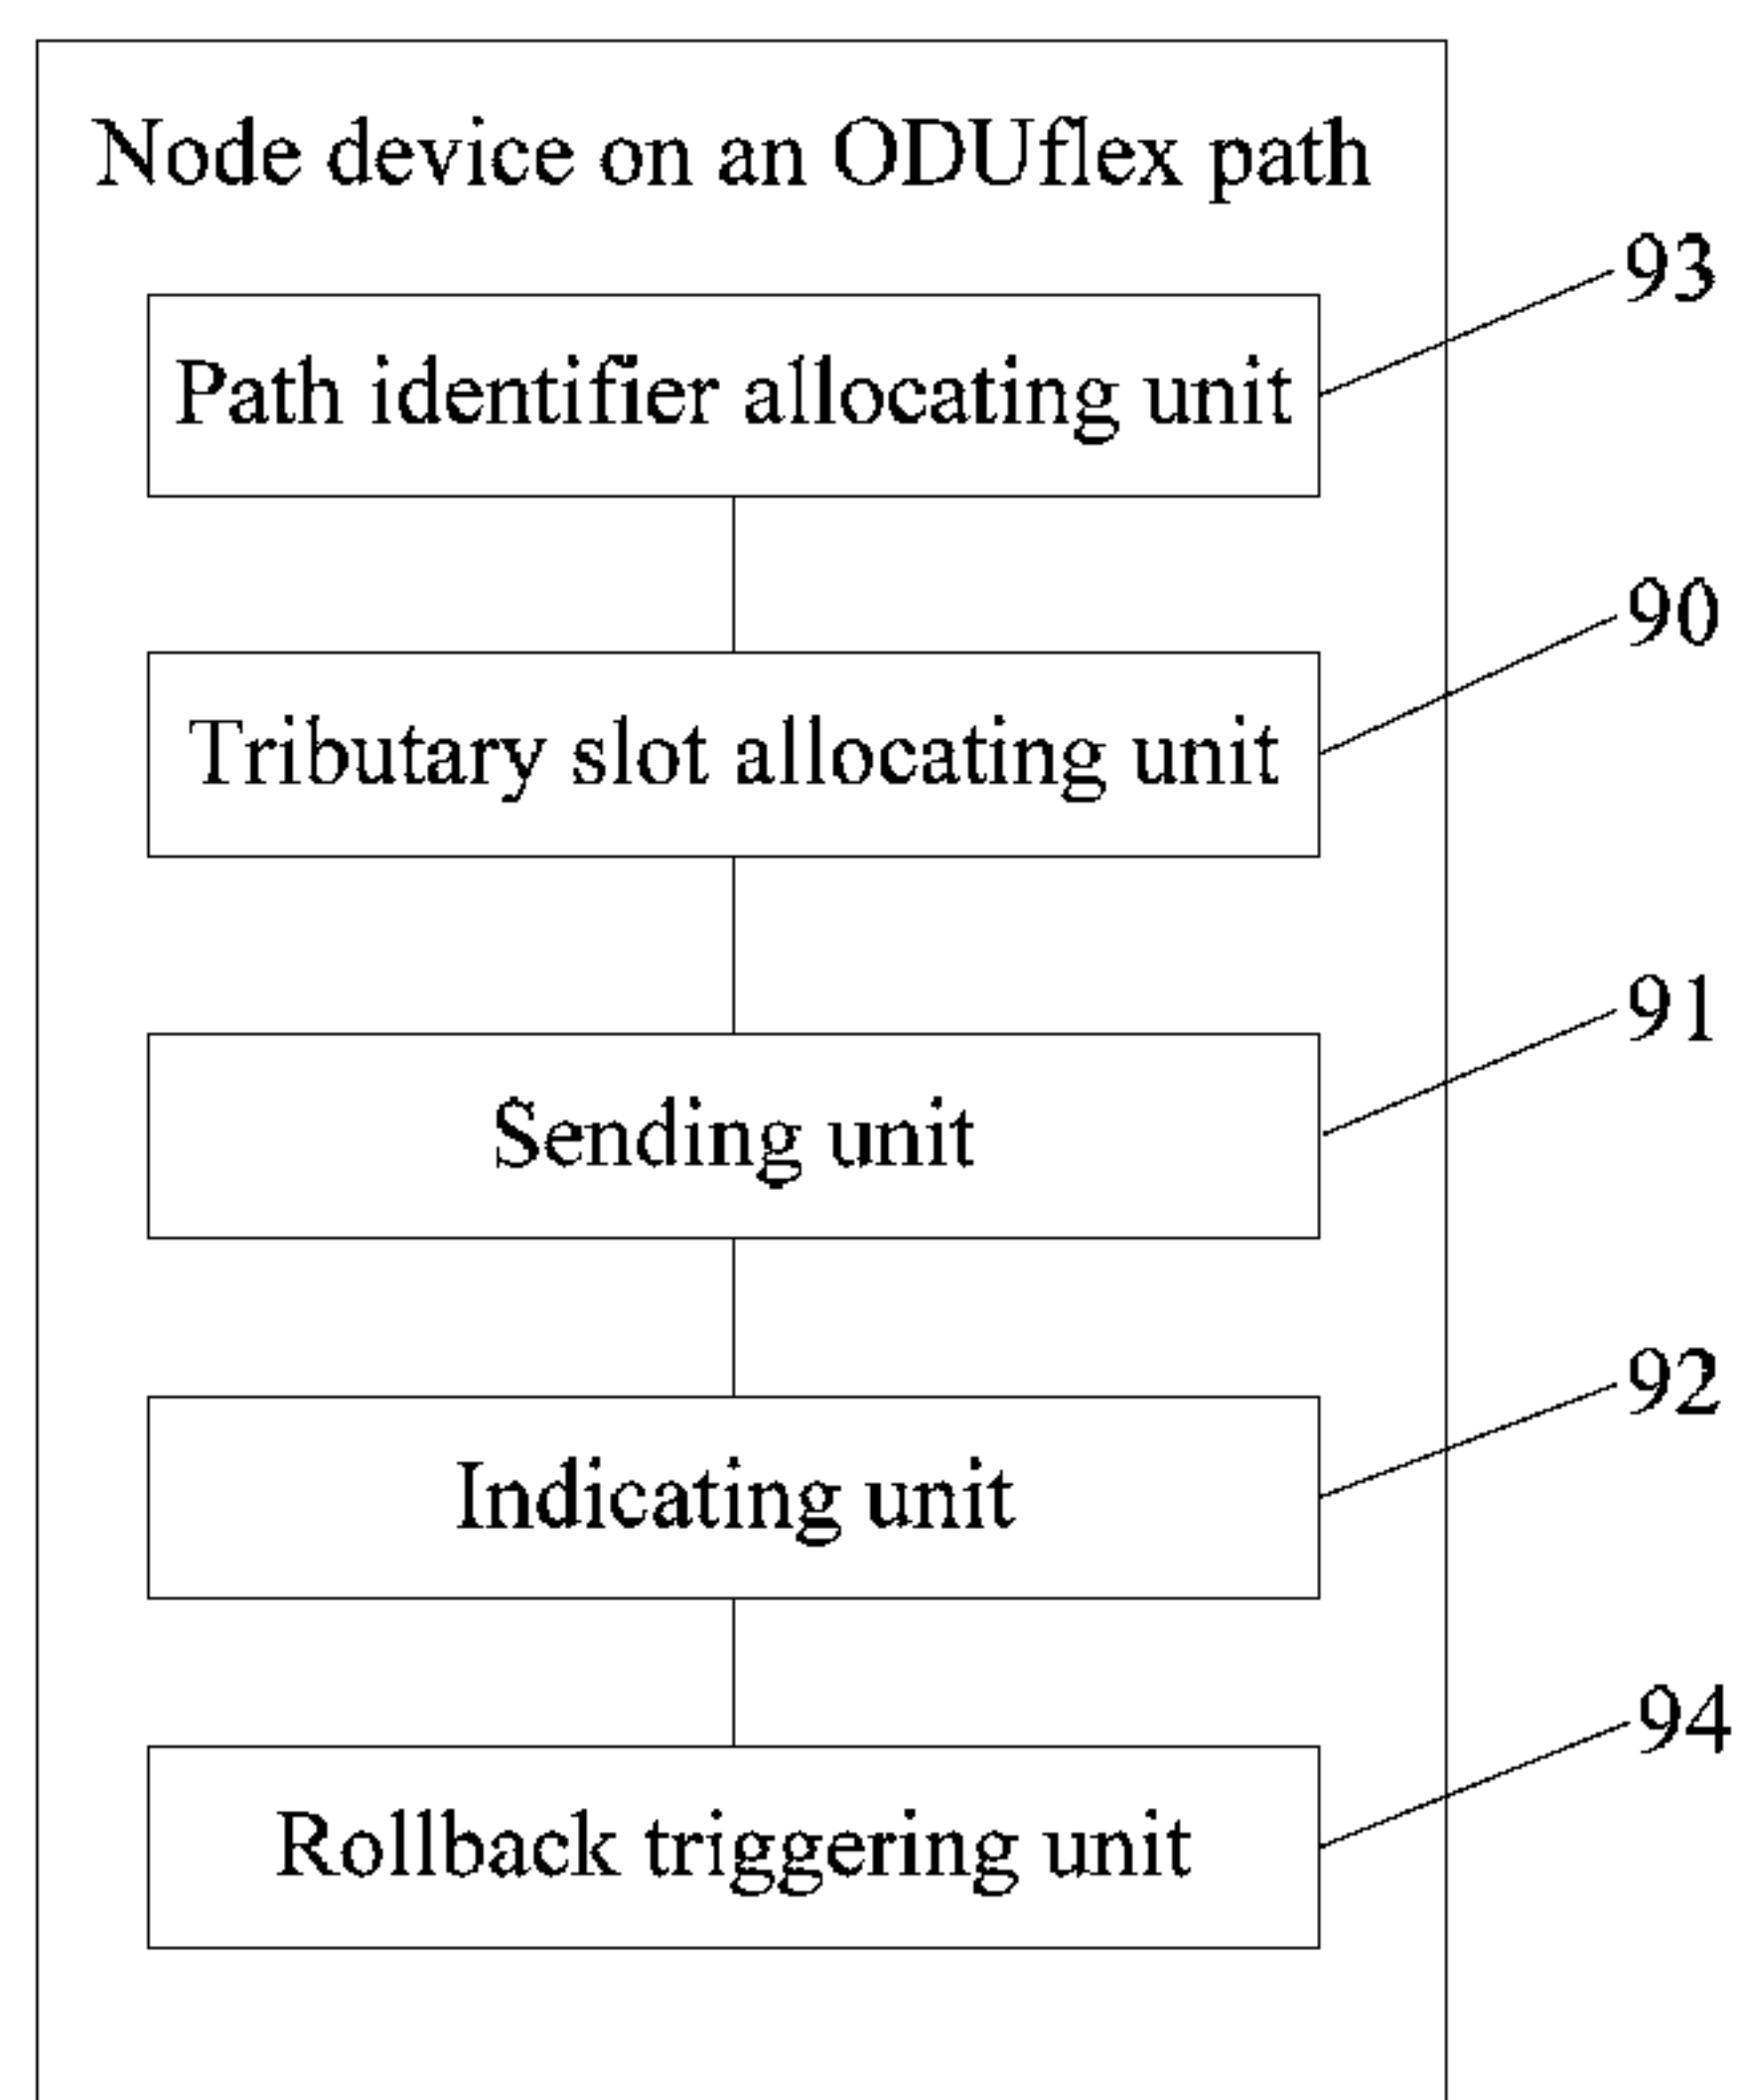 Node device on an ODUflex path
93
Path identifier allocating unit
90
Tributary slot allocating unit
91
Sending unit
92
Indicating unit
94
Rollback triggering unit